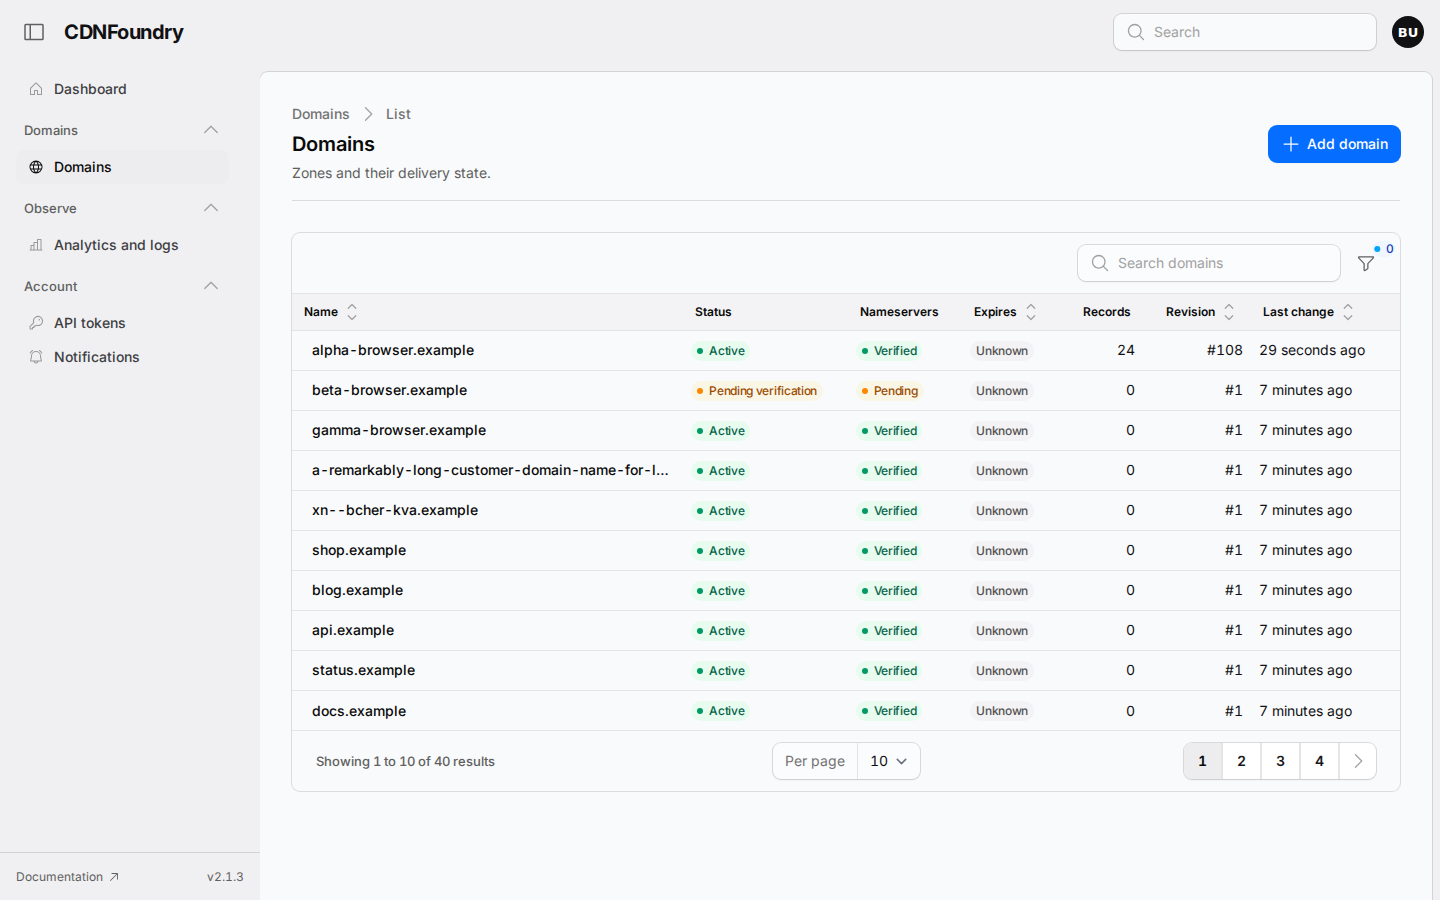 CDNFoundry
Search
BU
Dashboard
Domains
Domains
Observe
Analytics and logs
Account
API tokens
Notifications
Documentation
v2.1.3
Domains List
Domains
Zones and their delivery state.
Add domain
Search domains
0
Name Status Nameservers Expires Records Revision Last change
alpha-browser.example Active Verified Unknown 24 #108 29 seconds ago
beta-browser.example Pending verification Pending Unknown 0 #1 7 minutes ago
gamma-browser.example Active Verified Unknown 0 #1 7 minutes ago
a-remarkably-long-customer-domain-name-for-l... Active Verified Unknown 0 #1 7 minutes ago
xn--bcher-kva.example Active Verified Unknown 0 #1 7 minutes ago
shop.example Active Verified Unknown 0 #1 7 minutes ago
blog.example Active Verified Unknown 0 #1 7 minutes ago
api.example Active Verified Unknown 0 #1 7 minutes ago
status.example Active Verified Unknown 0 #1 7 minutes ago
docs.example Active Verified Unknown 0 #1 7 minutes ago
Showing 1 to 10 of 40 results
Per page 10
1 2 3 4